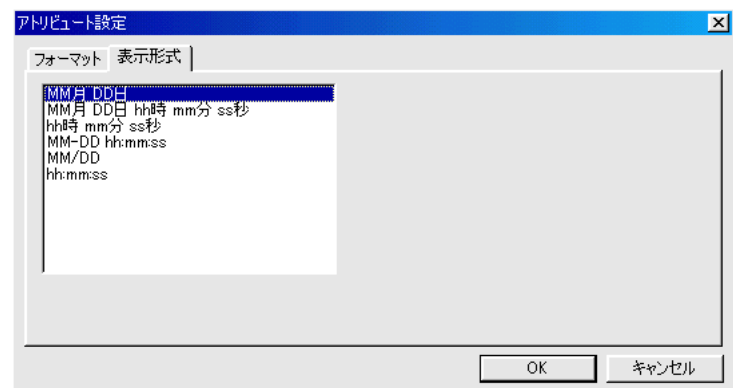 アトリビュート設定
フォーマット 表示形式
MM月 DD日
MM月 DD日 hh時 mm分 ss秒
hh時 mm分 ss秒
MM-DD hh:mm:ss
MM/DD
hh:mm:ss
OK キャンセル